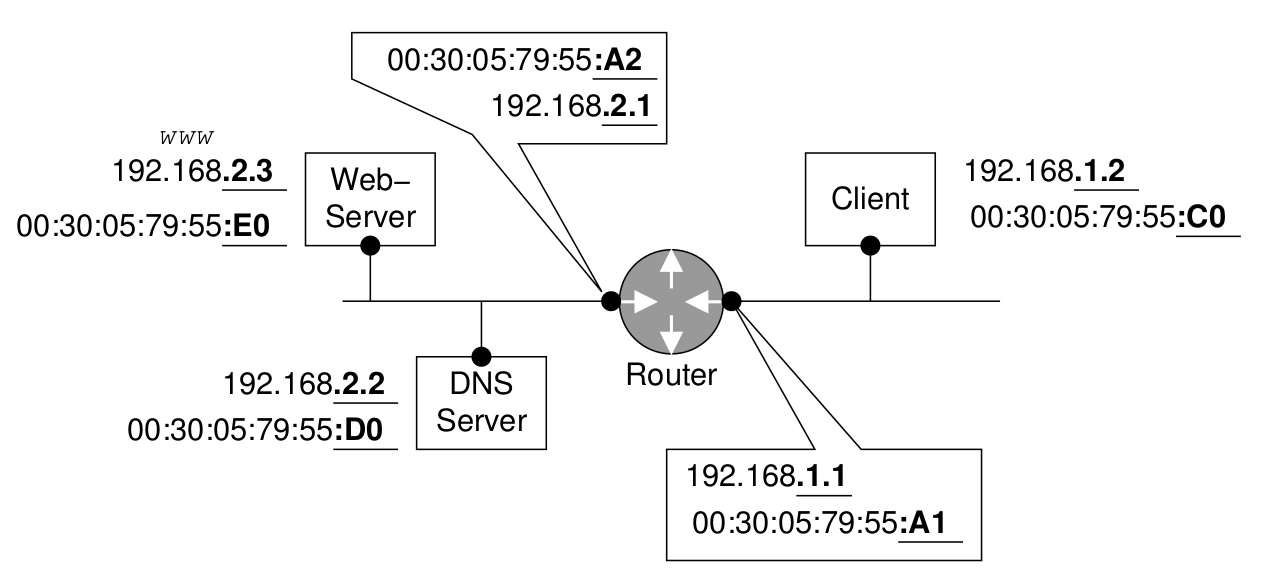 00:30:05:79:55:A2
192.168.2.1
www
192.168.2.3
00:30:05:79:55:E0
Web–
Server
Client
192.168.1.2
00:30:05:79:55:C0
Router
192.168.2.2
00:30:05:79:55:D0
DNS
Server
192.168.1.1
00:30:05:79:55:A1